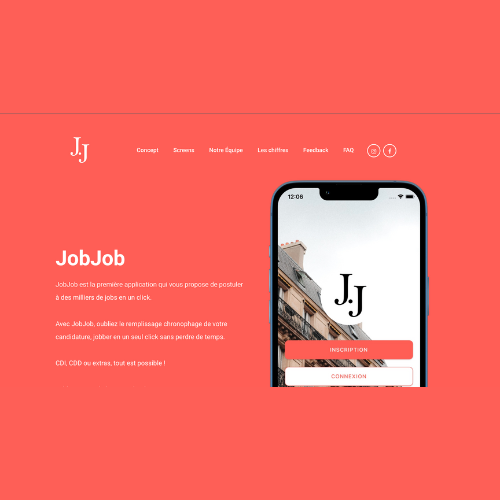 J.J
Concept Screens Notre Équipe Les chiffres Feedback FAQ
12:06
JobJob
JobJob est la première application qui vous propose de postuler
à des milliers de jobs en un click.
Avec JobJob, oubliez le remplissage chronophage de votre
candidature, jobber en un seul click sans perdre de temps.
CDI, CDD ou extras, tout est possible !
J.J
INSCRIPTION
CONNEXION